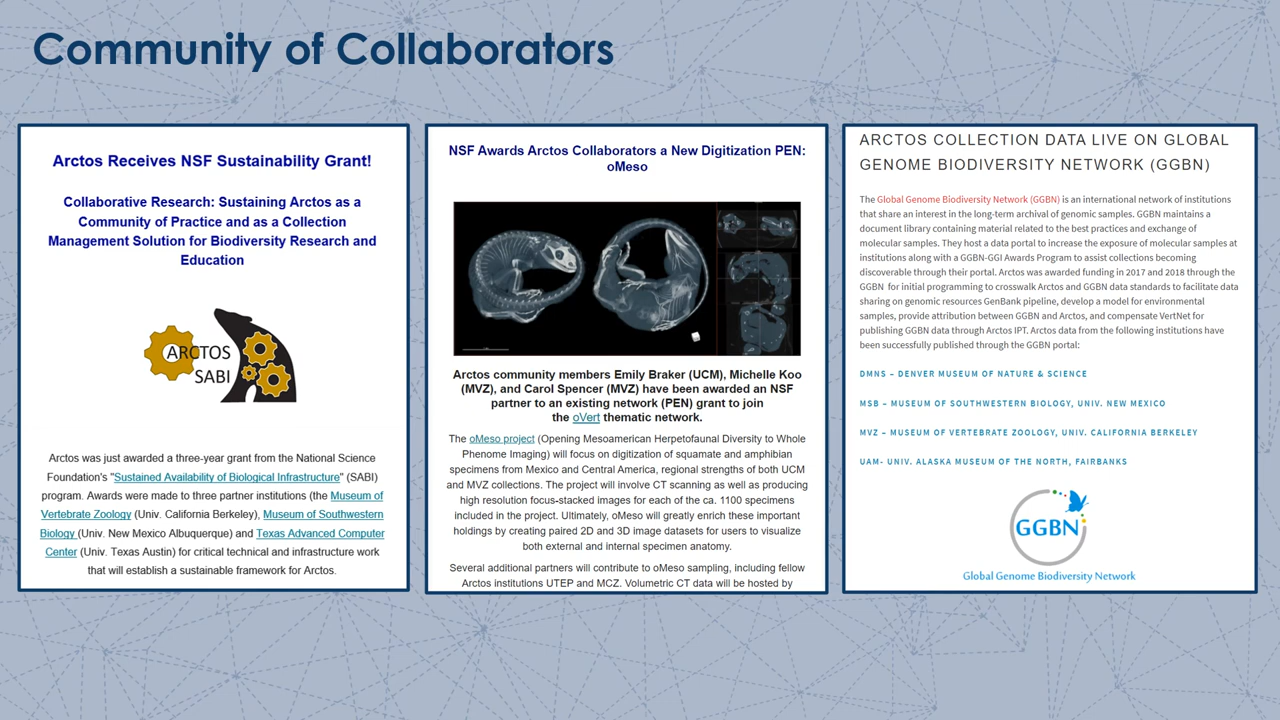 Community of Collaborators
Arctos Receives NSF Sustainability Grant!
Collaborative Research: Sustaining Arctos as a
Community of Practice and as a Collection
Management Solution for Biodiversity Research and
Education
ARCTOS
SABI
Arctos was just awarded a three-year grant from the National Science
Foundation's "Sustained Availability of Biological Infrastructure" (SABI)
program. Awards were made to three partner institutions (the Museum of
Vertebrate Zoology (Univ. California Berkeley), Museum of Southwestern
Biology (Univ. New Mexico Albuquerque) and Texas Advanced Computer
Center (Univ. Texas Austin) for critical technical and infrastructure work
that will establish a sustainable framework for Arctos.
NSF Awards Arctos Collaborators a New Digitization PEN:
oMeso
Arctos community members Emily Braker (UCM), Michelle Koo
(MVZ), and Carol Spencer (MVZ) have been awarded an NSF
partner to an existing network (PEN) grant to join
the oVert thematic network.
The oMeso project (Opening Mesoamerican Herpetofaunal Diversity to Whole
Phenome Imaging) will focus on digitization of squamate and amphibian
specimens from Mexico and Central America, regional strengths of both UCM
and MVZ collections. The project will involve CT scanning as well as producing
high resolution focus-stacked images for each of the ca. 1100 specimens
included in the project. Ultimately, oMeso will greatly enrich these important
holdings by creating paired 2D and 3D image datasets for users to visualize
both external and internal specimen anatomy.
Several additional partners will contribute to oMeso sampling, including fellow
Arctos institutions UTEP and MCZ. Volumetric CT data will be hosted by
ARCTOS COLLECTION DATA LIVE ON GLOBAL
GENOME BIODIVERSITY NETWORK (GGBN)
The Global Genome Biodiversity Network (GGBN) is an international network of institutions
that share an interest in the long-term archival of genomic samples. GGBN maintains a
document library containing material related to the best practices and exchange of
molecular samples. They host a data portal to increase the exposure of molecular samples at
institutions along with a GGBN-GGI Awards Program to assist collections becoming
discoverable through their portal. Arctos was awarded funding in 2017 and 2018 through the
GGBN for initial programming to crosswalk Arctos and GGBN data standards to facilitate data
sharing on genomic resources GenBank pipeline, develop a model for environmental
samples, provide attribution between GGBN and Arctos, and compensate VertNet for
publishing GGBN data through Arctos IPT. Arctos data from the following institutions have
been successfully published through the GGBN portal:
DMNS – DENVER MUSEUM OF NATURE & SCIENCE
MSB – MUSEUM OF SOUTHWESTERN BIOLOGY, UNIV. NEW MEXICO
MVZ – MUSEUM OF VERTEBRATE ZOOLOGY, UNIV. CALIFORNIA BERKELEY
UAM- UNIV. ALASKA MUSEUM OF THE NORTH, FAIRBANKS
GGBN
Global Genome Biodiversity Network